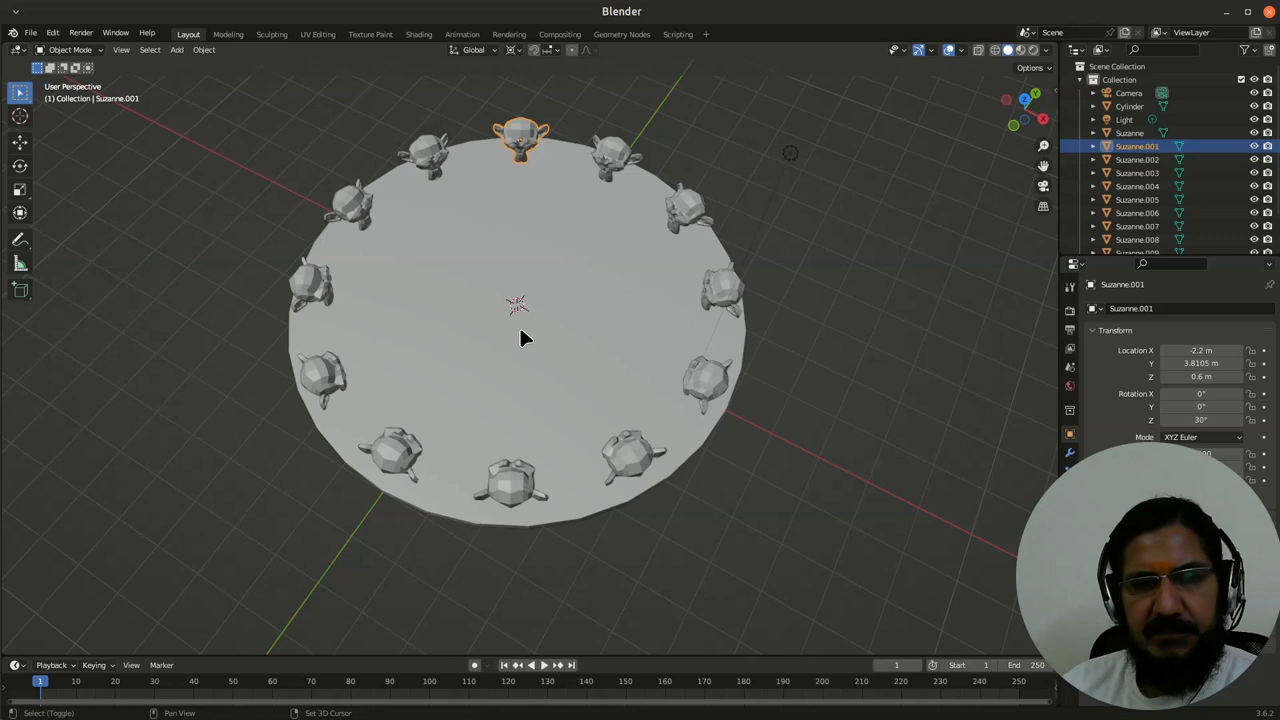 Blender
File Edit Render Window Help Layout Modeling Sculpting UV Editing Texture Paint Shading Animation Rendering Compositing Geometry Nodes Scripting + Scene ViewLayer
Object Mode View Select Add Object Global
Options
User Perspective
(1) Collection | Suzanne.001
Scene Collection
Collection
Camera
Cylinder
Light
Suzanne
Suzanne.001
Suzanne.002
Suzanne.003
Suzanne.004
Suzanne.005
Suzanne.006
Suzanne.007
Suzanne.008
Suzanne.009
Suzanne.001
Suzanne.001
Transform
Location X -2.2 m
Y 3.8105 m
Z 0.6 m
Rotation X 0°
Y 0°
Z 30°
Mode XYZ Euler
Z
Y
X
Playback Keying View Marker 1 Start 1 End 250
1 10 20 30 40 50 60 70 80 90 100 110 120 130 140 150 160 170 180 190 200 210 220 230 240 250
Select (Toggle) Pan View Set 3D Cursor 3.6.2